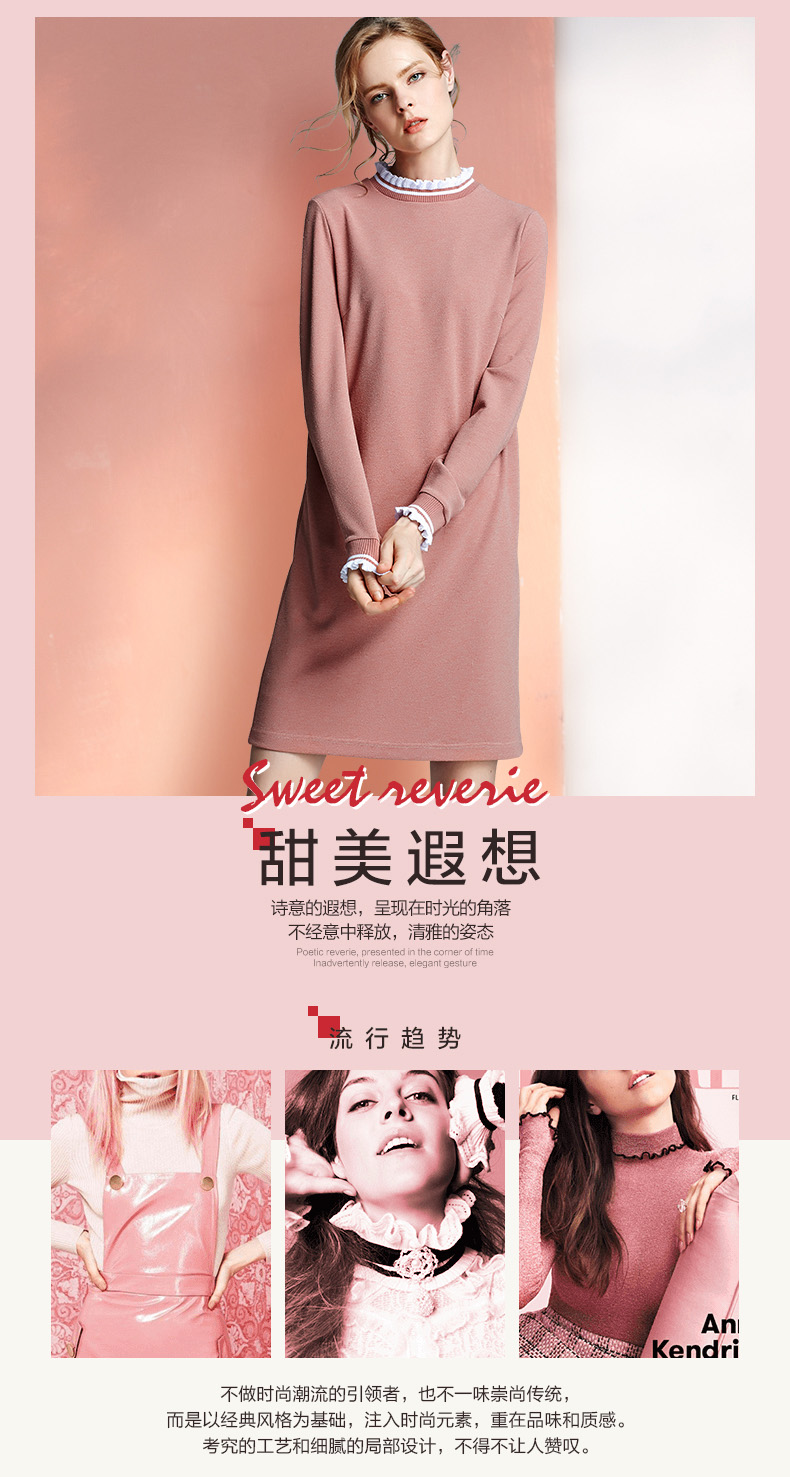 Sweet reverie
甜美遐想
诗意的遐想，呈现在时光的角落
不经意中释放，清雅的姿态
Poetic reverie, presented in the corner of time
Inadvertently release, elegant gesture
流行趋势
FL
Ann
Kendri
不做时尚潮流的引领者，也不一味崇尚传统，
而是以经典风格为基础，注入时尚元素，重在品味和质感。
考究的工艺和细腻的局部设计，不得不让人赞叹。